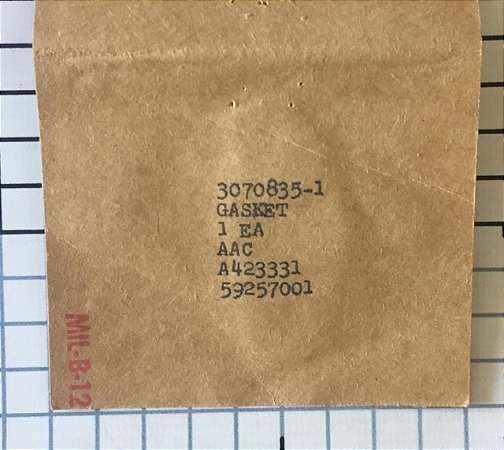 3070835-1
GASKET
1 EA
AAC
A423331
59257001
MIL-B-12